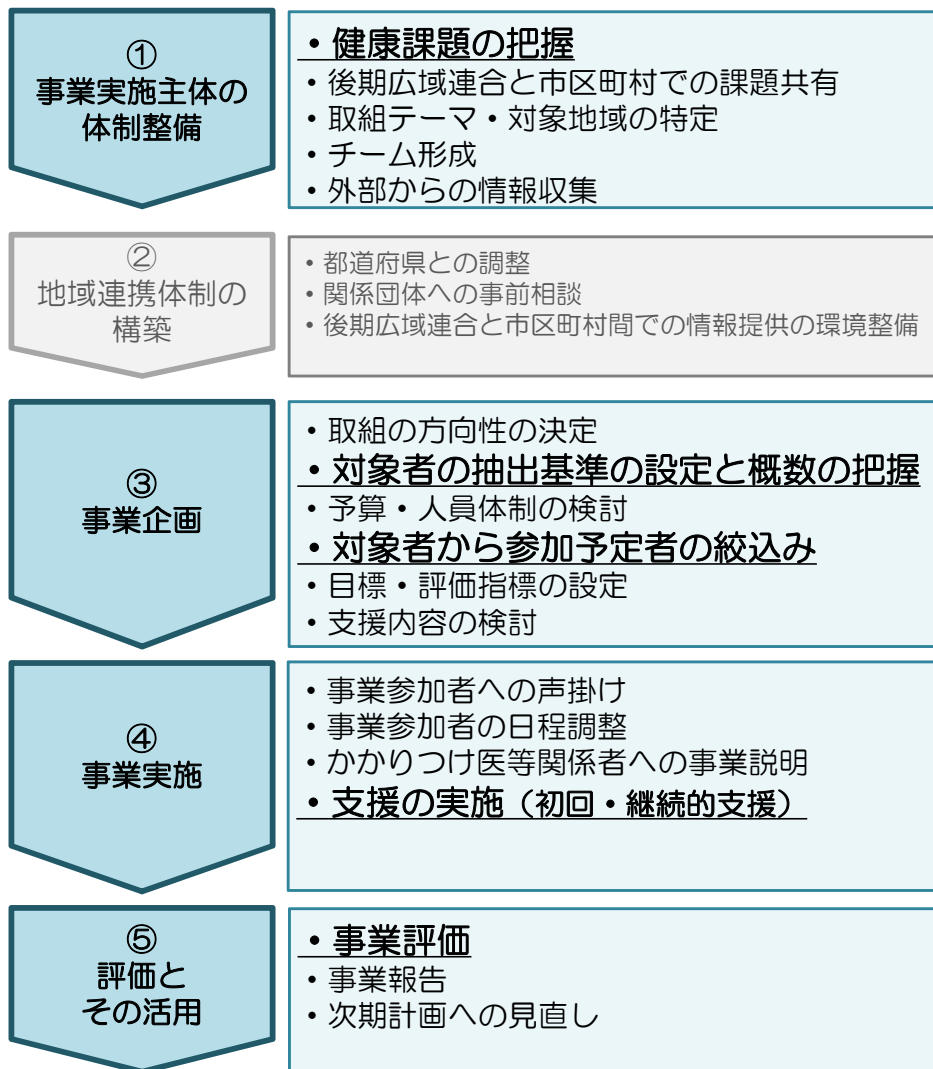 ①
事業実施主体の
体制整備
・健康課題の把握
・後期広域連合と市区町村での課題共有
・取組テーマ・対象地域の特定
・チーム形成
・外部からの情報収集
②
地域連携体制の
構築
・都道府県との調整
・関係団体への事前相談
・後期広域連合と市区町村間での情報提供の環境整備
③
事業企画
・取組の方向性の決定
・対象者の抽出基準の設定と概数の把握
・予算・人員体制の検討
・対象者から参加予定者の絞込み
・目標・評価指標の設定
・支援内容の検討
④
事業実施
・事業参加者への声掛け
・事業参加者の日程調整
・かかりつけ医等関係者への事業説明
・支援の実施（初回・継続的支援）
⑤
評価と
その活用
・事業評価
・事業報告
・次期計画への見直し